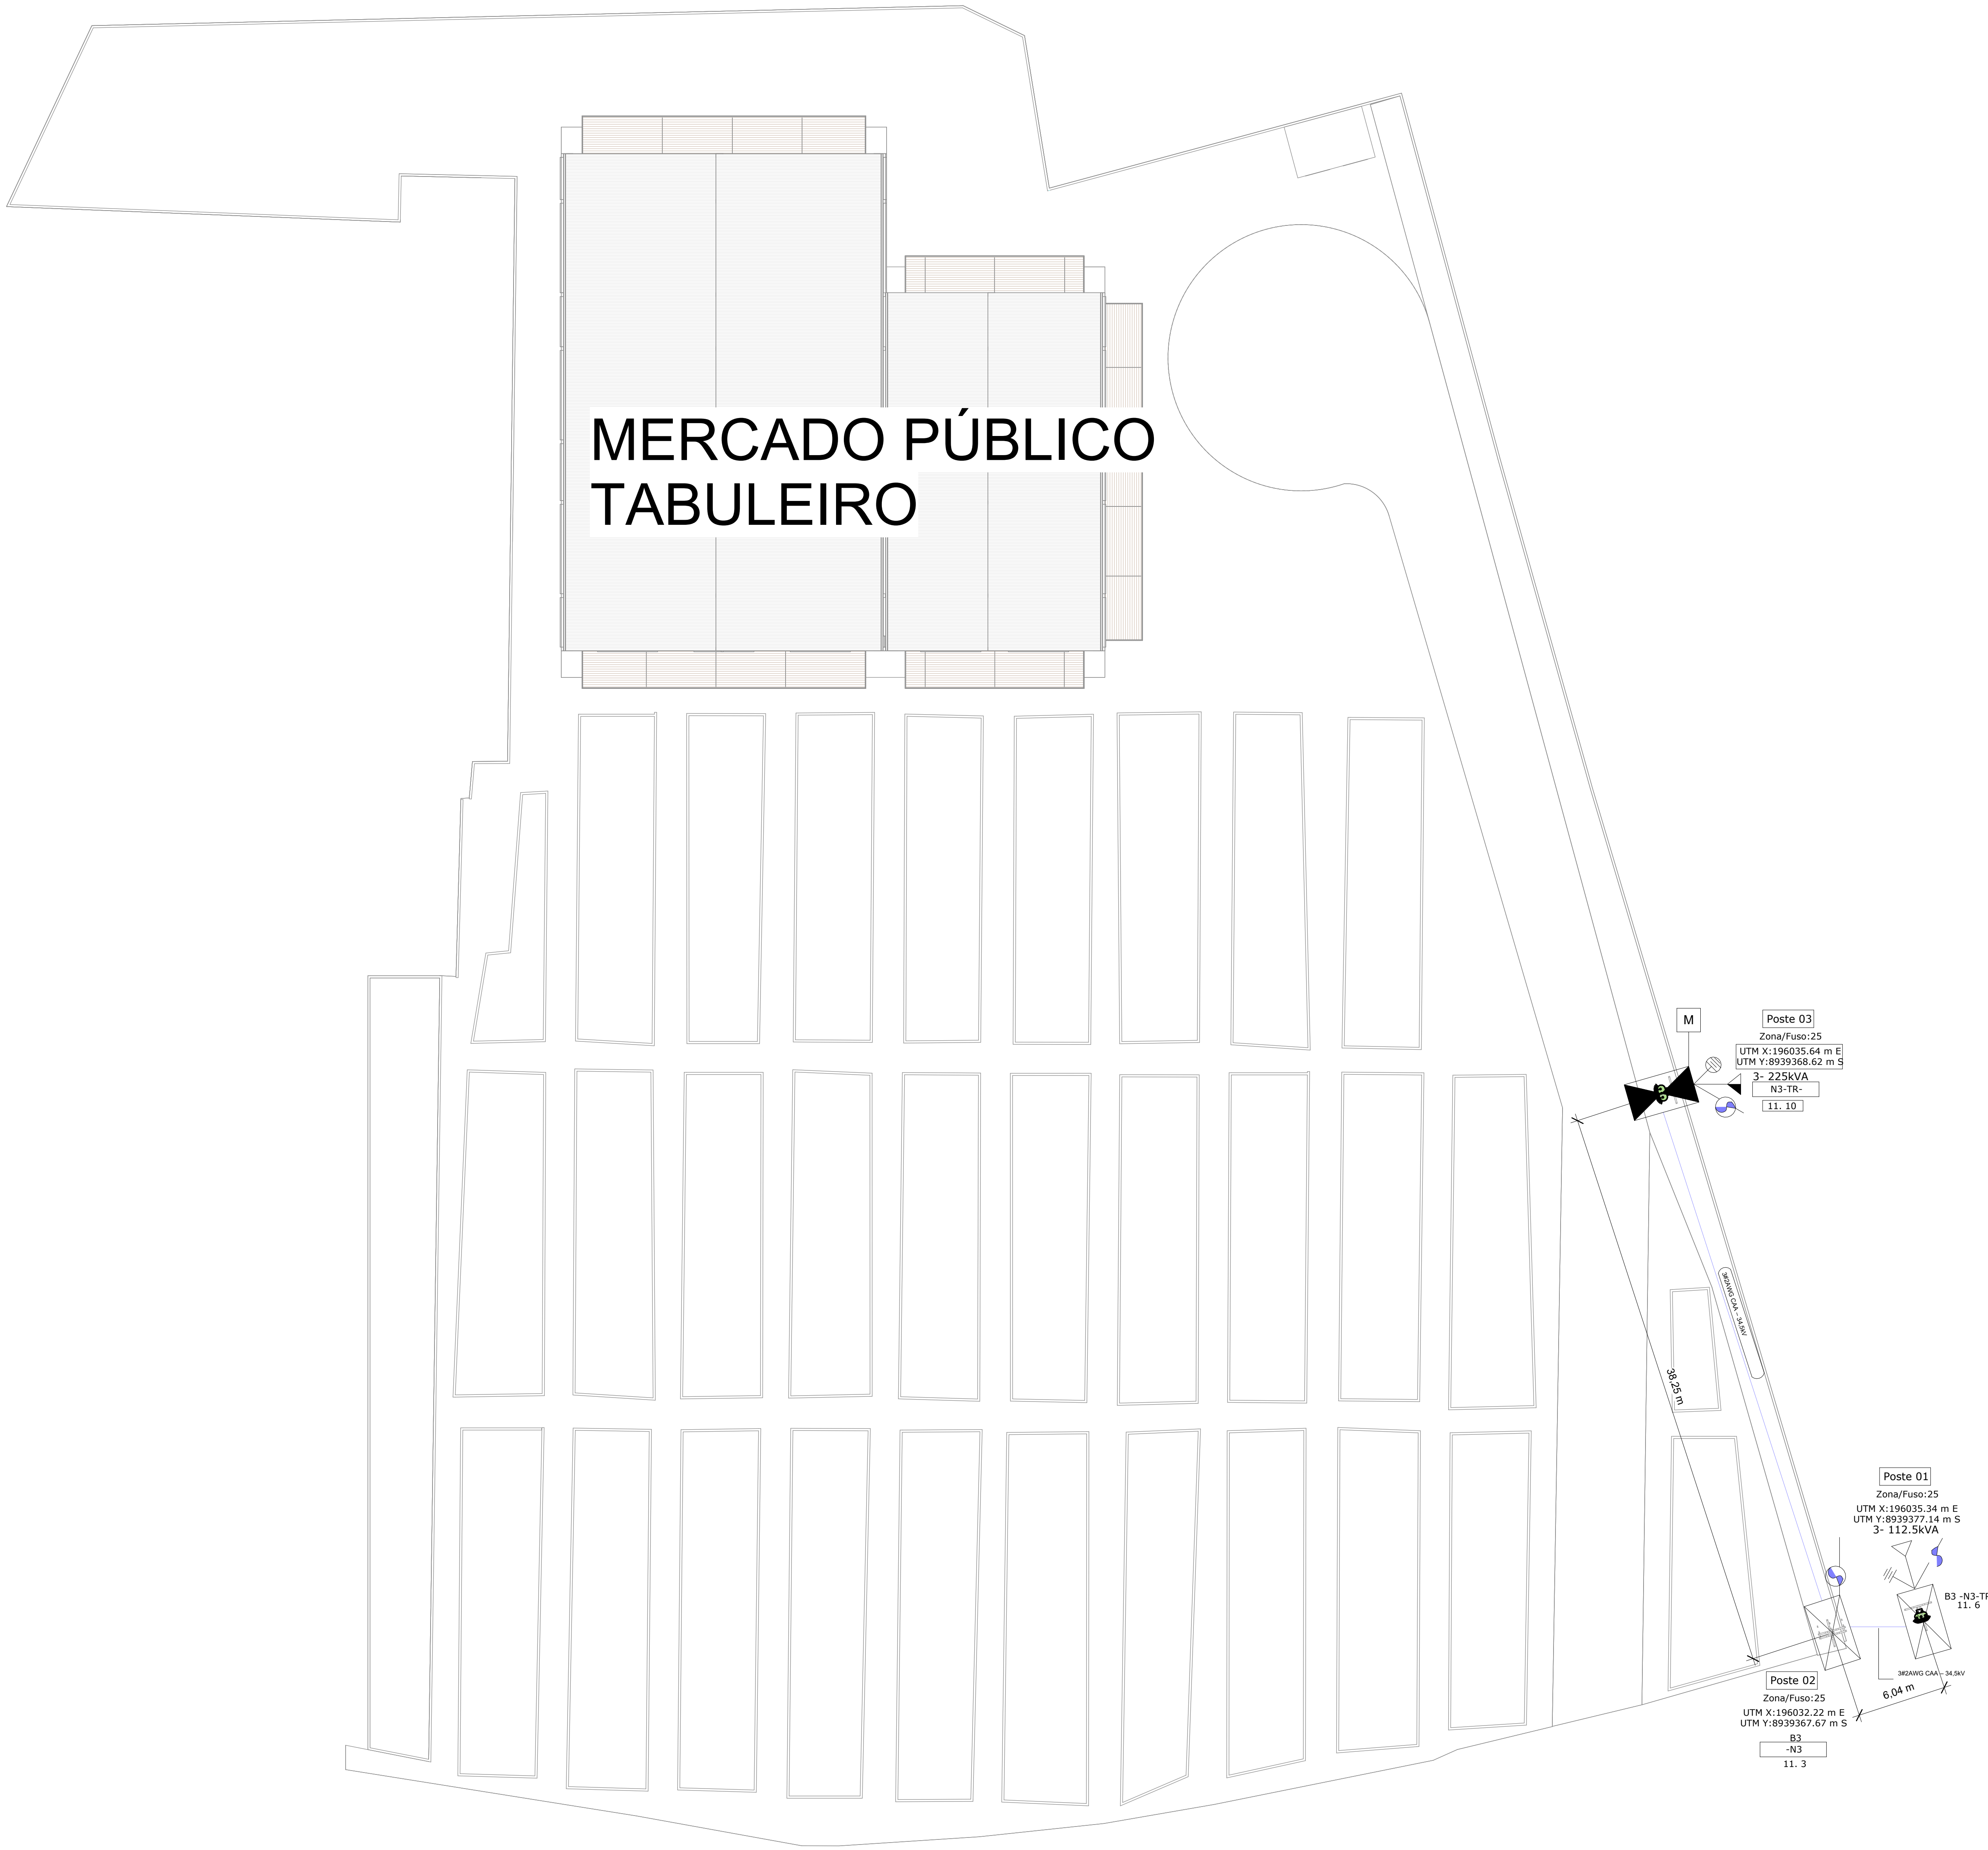 MERCADO PÚBLICO
TABULEIRO
M
Poste 03
Zona/Fuso:25
UTM X:196035.64 m E
UTM Y:8939368.62 m S
3- 225kVA
N3-TR-
11. 10
3#2AWG CAA – 34,5kV
38,25 m
Poste 01
Zona/Fuso:25
UTM X:196035.34 m E
UTM Y:8939377.14 m S
3- 112.5kVA
B3 -N3-TR
11. 6
3#2AWG CAA – 34,5kV
6,04 m
Poste 02
Zona/Fuso:25
UTM X:196032.22 m E
UTM Y:8939367.67 m S
B3
-N3
11. 3